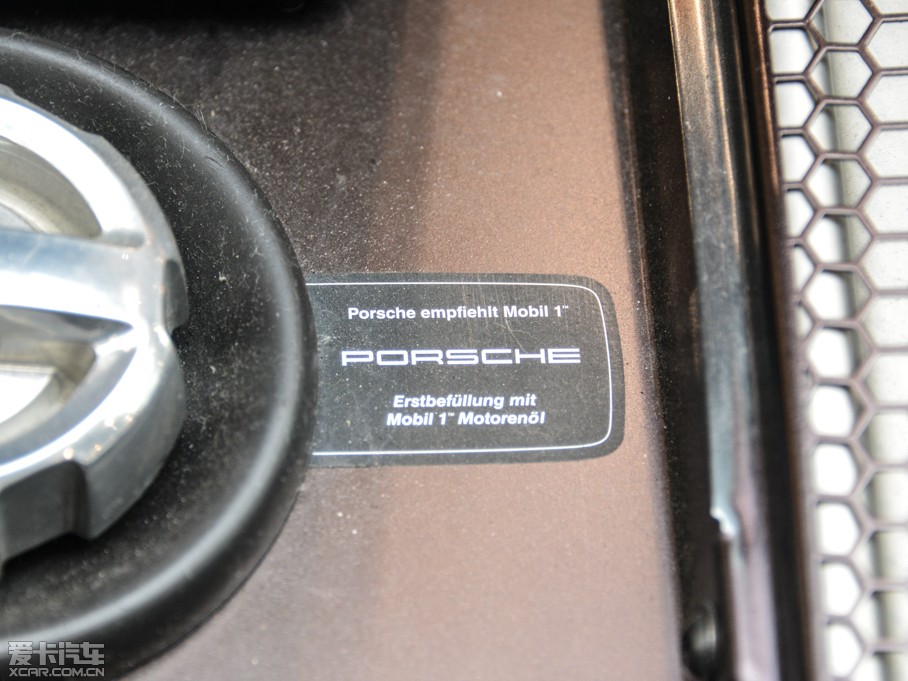 Porsche empfiehlt Mobil 1™
PORSCHE
Erstbefüllung mit
Mobil 1™ Motorenöl
爱卡汽车
XCAR.COM.CN